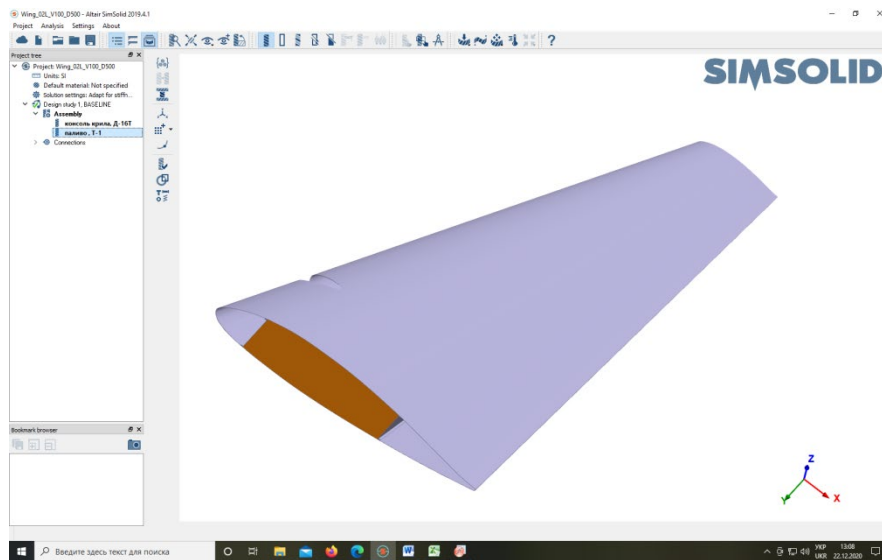 Wing_02L_V100_D500 - Altair SimSolid 2019.4.1
Project Analysis Settings About
?
Project tree
Project: Wing_02L_V100_D500
Units: SI
Default material: Not specified
Solution settings: Adapt for stiffn...
Design study 1, BASELINE
Assembly
консоль крила, Д-16Т
паливо , Т-1
Connections
SIMSOLID
Bookmark browser
Z
Y
X
Введите здесь текст для поиска
УКР
UKR
13:08
22.12.2020